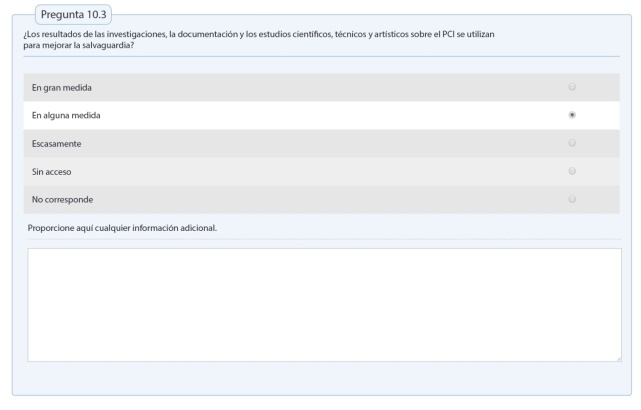 Pregunta 10.3
¿Los resultados de las investigaciones, la documentación y los estudios científicos, técnicos y artísticos sobre el PCI se utilizan
para mejorar la salvaguardia?
En gran medida
En alguna medida
Escasamente
Sin acceso
No corresponde
Proporcione aquí cualquier información adicional.